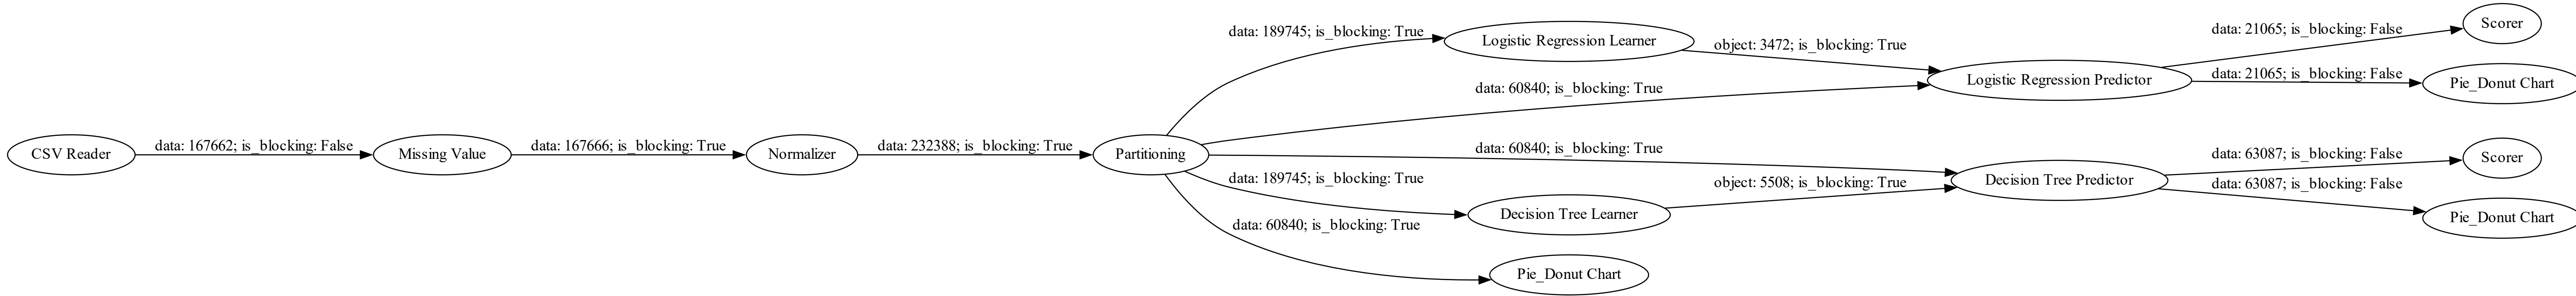 data: 189745; is_blocking: True
Logistic Regression Learner
object: 3472; is_blocking: True
data: 21065; is_blocking: False
Scorer
data: 60840; is_blocking: True
Logistic Regression Predictor
data: 21065; is_blocking: False
Pie_Donut Chart
CSV Reader
data: 167662; is_blocking: False
Missing Value
data: 167666; is_blocking: True
Normalizer
data: 232388; is_blocking: True
Partitioning
data: 60840; is_blocking: True
data: 63087; is_blocking: False
Scorer
data: 189745; is_blocking: True
object: 5508; is_blocking: True
Decision Tree Predictor
data: 63087; is_blocking: False
Decision Tree Learner
Pie_Donut Chart
data: 60840; is_blocking: True
Pie_Donut Chart